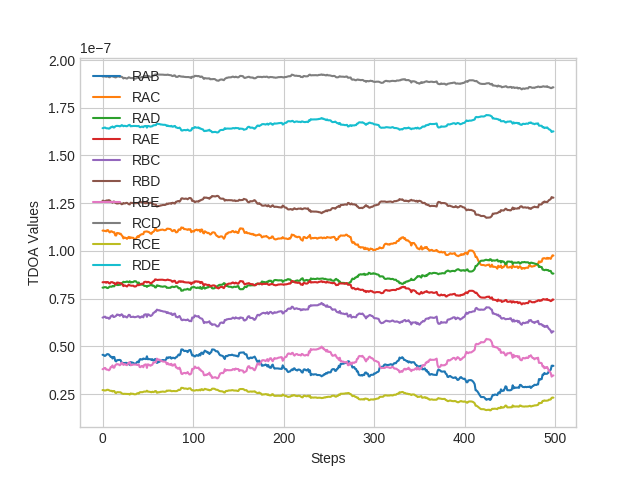 1e−7
2.00
1.75
1.50
1.25
1.00
0.75
0.50
0.25
TDOA Values
RAB
RAC
RAD
RAE
RBC
RBD
RBE
RCD
RCE
RDE
0 100 200 300 400 500
Steps